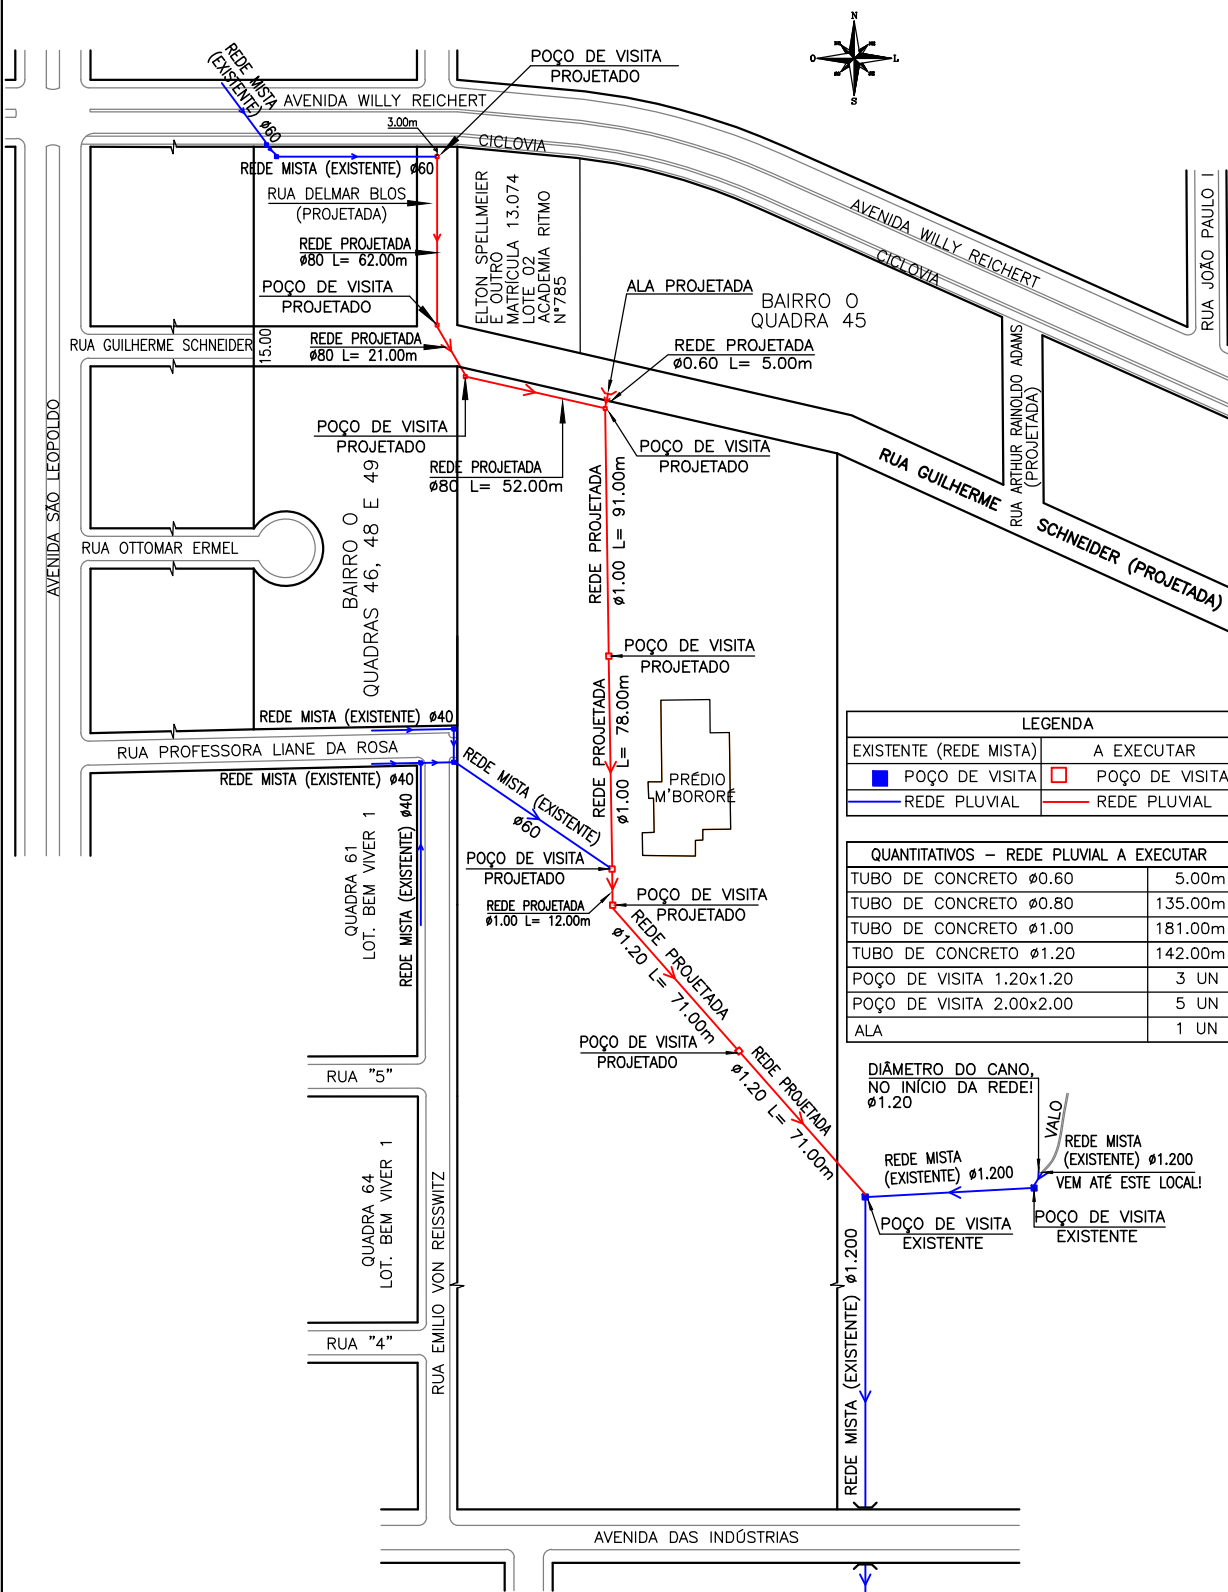 N
O
L
S
REDE MISTA
(EXISTENTE) ø60
POÇO DE VISITA
PROJETADO
AVENIDA WILLY REICHERT
3.00m
CICLOVIA
REDE MISTA (EXISTENTE) ø60
RUA DELMAR BLOS
(PROJETADA)
REDE PROJETADA
ø80 L= 62.00m
POÇO DE VISITA
PROJETADO
ELTON SPELLMEIER
E OUTRO
MATRÍCULA 13.074
LOTE 02
ACADEMIA RITMO
N°785
AVENIDA WILLY REICHERT
CICLOVIA
RUA JOÃO PAULO I
ALA PROJETADA
BAIRRO O
QUADRA 45
RUA GUILHERME SCHNEIDER
15.00
REDE PROJETADA
ø80 L= 21.00m
REDE PROJETADA
ø0.60 L= 5.00m
RUA ARTHUR RAINOLDO ADAMS
(PROJETADA)
POÇO DE VISITA
PROJETADO
POÇO DE VISITA
PROJETADO
REDE PROJETADA
ø80 L= 52.00m
RUA GUILHERME SCHNEIDER (PROJETADA)
AVENIDA SÃO LEOPOLDO
RUA OTTOMAR ERMEL
BAIRRO O
QUADRAS 46, 48 E 49
REDE PROJETADA
ø1.00 L= 91.00m
POÇO DE VISITA
PROJETADO
REDE PROJETADA
ø1.00 L= 78.00m
REDE MISTA (EXISTENTE) ø40
RUA PROFESSORA LIANE DA ROSA
REDE MISTA (EXISTENTE) ø40
REDE MISTA (EXISTENTE)
ø60
PRÉDIO
M'BORORÉ
LEGENDA
EXISTENTE (REDE MISTA) A EXECUTAR
POÇO DE VISITA POÇO DE VISITA
REDE PLUVIAL REDE PLUVIAL
QUADRA 61
LOT. BEM VIVER 1
REDE MISTA (EXISTENTE) ø40
POÇO DE VISITA
PROJETADO
REDE PROJETADA
ø1.00 L= 12.00m
POÇO DE VISITA
PROJETADO
QUANTITATIVOS – REDE PLUVIAL A EXECUTAR
TUBO DE CONCRETO ø0.60 5.00m
TUBO DE CONCRETO ø0.80 135.00m
TUBO DE CONCRETO ø1.00 181.00m
TUBO DE CONCRETO ø1.20 142.00m
POÇO DE VISITA 1.20x1.20 3 UN
POÇO DE VISITA 2.00x2.00 5 UN
ALA 1 UN
REDE PROJETADA
ø1.20 L= 71.00m
POÇO DE VISITA
PROJETADO
REDE PROJETADA
ø1.20 L= 71.00m
RUA "5"
DIÂMETRO DO CANO,
NO INÍCIO DA REDE!
ø1.20
VALO
REDE MISTA
(EXISTENTE) ø1.200
VEM ATÉ ESTE LOCAL!
REDE MISTA
(EXISTENTE) ø1.200
POÇO DE VISITA
EXISTENTE
POÇO DE VISITA
EXISTENTE
QUADRA 64
LOT. BEM VIVER 1
RUA EMILIO VON REISSWITZ
REDE MISTA (EXISTENTE) ø1.200
RUA "4"
AVENIDA DAS INDÚSTRIAS